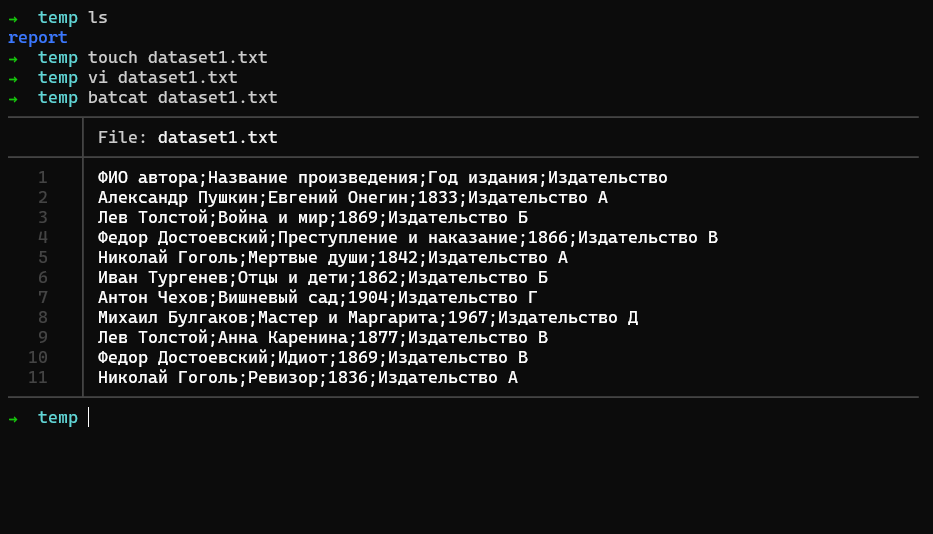 → temp ls
report
→ temp touch dataset1.txt
→ temp vi dataset1.txt
→ temp batcat dataset1.txt
File: dataset1.txt
1 ФИО автора;Название произведения;Год издания;Издательство
2 Александр Пушкин;Евгений Онегин;1833;Издательство А
3 Лев Толстой;Война и мир;1869;Издательство Б
4 Федор Достоевский;Преступление и наказание;1866;Издательство В
5 Николай Гоголь;Мертвые души;1842;Издательство А
6 Иван Тургенев;Отцы и дети;1862;Издательство Б
7 Антон Чехов;Вишневый сад;1904;Издательство Г
8 Михаил Булгаков;Мастер и Маргарита;1967;Издательство Д
9 Лев Толстой;Анна Каренина;1877;Издательство В
10 Федор Достоевский;Идиот;1869;Издательство В
11 Николай Гоголь;Ревизор;1836;Издательство А
→ temp